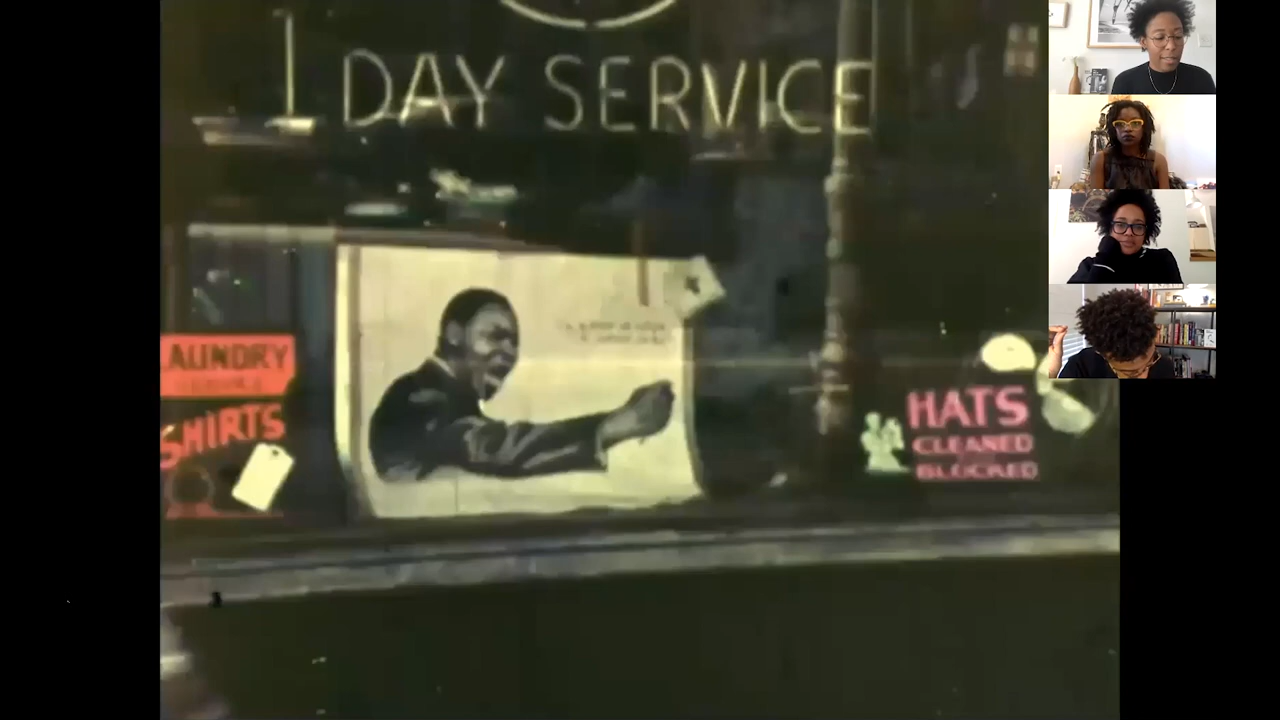 1 DAY SERVICE
LAUNDRY
SHIRTS
HATS
CLEANED
BLOCKED